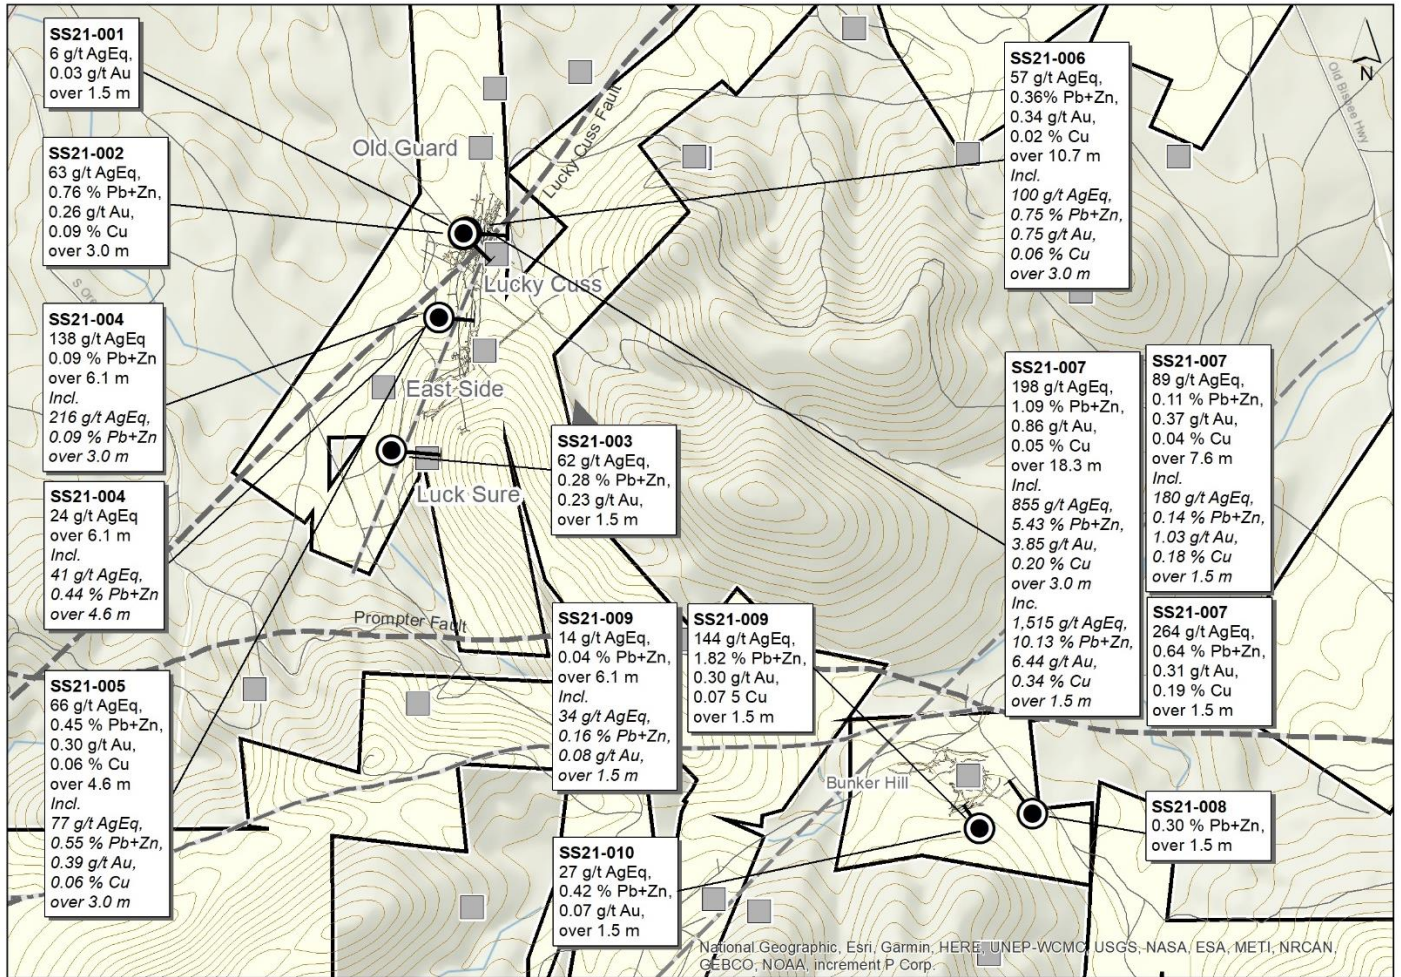 SS21-001
6 g/t AgEq,
0.03 g/t Au
over 1.5 m
SS21-002
63 g/t AgEq,
0.76 % Pb+Zn,
0.26 g/t Au,
0.09 % Cu
over 3.0 m
SS21-004
138 g/t AgEq
0.09 % Pb+Zn
over 6.1 m
Incl.
216 g/t AgEq,
0.09 % Pb+Zn
over 3.0 m
SS21-004
24 g/t AgEq
over 6.1 m
Incl.
41 g/t AgEq,
0.44 % Pb+Zn
over 4.6 m
SS21-005
66 g/t AgEq,
0.45 % Pb+Zn,
0.30 g/t Au,
0.06 % Cu
over 4.6 m
Incl.
77 g/t AgEq,
0.55 % Pb+Zn,
0.39 g/t Au,
0.06 % Cu
over 3.0 m
Old Guard
Lucky Cuss Fault
Lucky Cuss
East Side
Luck Sure
Prompter Fault
SS21-003
62 g/t AgEq,
0.28 % Pb+Zn,
0.23 g/t Au,
over 1.5 m
SS21-009
14 g/t AgEq,
0.04 % Pb+Zn,
over 6.1 m
Incl.
34 g/t AgEq,
0.16 % Pb+Zn,
0.08 g/t Au,
over 1.5 m
SS21-009
144 g/t AgEq,
1.82 % Pb+Zn,
0.30 g/t Au,
0.07 5 Cu
over 1.5 m
SS21-010
27 g/t AgEq,
0.42 % Pb+Zn,
0.07 g/t Au,
over 1.5 m
Bunker Hill
SS21-006
57 g/t AgEq,
0.36% Pb+Zn,
0.34 g/t Au,
0.02 % Cu
over 10.7 m
Incl.
100 g/t AgEq,
0.75 % Pb+Zn,
0.75 g/t Au,
0.06 % Cu
over 3.0 m
N
Old Bisbee Hwy
SS21-007
198 g/t AgEq,
1.09 % Pb+Zn,
0.86 g/t Au,
0.05 % Cu
over 18.3 m
Incl.
855 g/t AgEq,
5.43 % Pb+Zn,
3.85 g/t Au,
0.20 % Cu
over 3.0 m
Inc.
1,515 g/t AgEq,
10.13 % Pb+Zn,
6.44 g/t Au,
0.34 % Cu
over 1.5 m
SS21-007
89 g/t AgEq,
0.11 % Pb+Zn,
0.37 g/t Au,
0.04 % Cu
over 7.6 m
Incl.
180 g/t AgEq,
0.14 % Pb+Zn,
1.03 g/t Au,
0.18 % Cu
over 1.5 m
SS21-007
264 g/t AgEq,
0.64 % Pb+Zn,
0.31 g/t Au,
0.19 % Cu
over 1.5 m
SS21-008
0.30 % Pb+Zn,
over 1.5 m
National Geographic, Esri, Garmin, HERE, UNEP-WCMC, USGS, NASA, ESA, METI, NRCAN,
GEBCO, NOAA, increment P Corp.